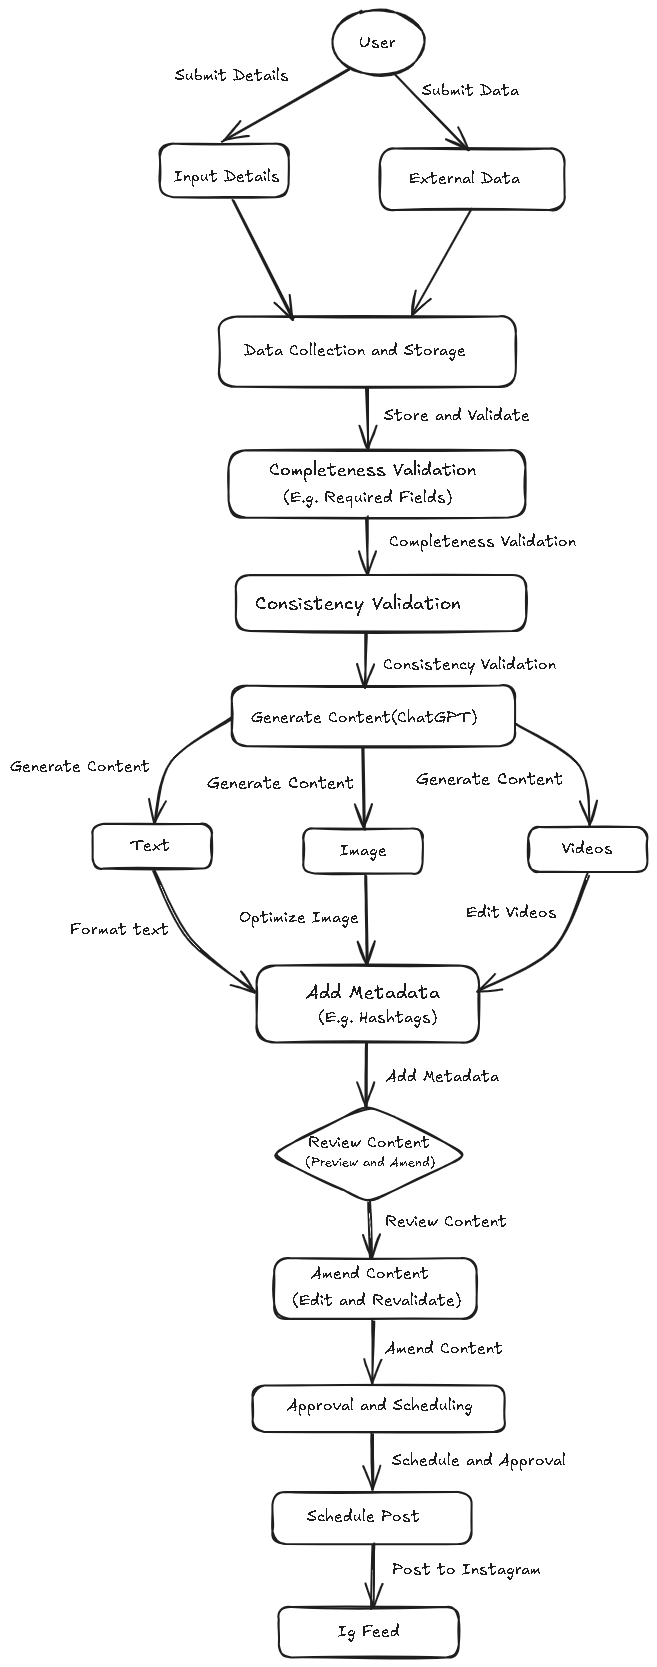 User
Submit Details
Submit Data
Input Details
External Data
Data Collection and Storage
Store and Validate
Completeness Validation
(E.g. Required Fields)
Completeness Validation
Consistency Validation
Consistency Validation
Generate Content(ChatGPT)
Generate Content
Generate Content
Generate Content
Text
Image
Videos
Format text
Optimize Image
Edit Videos
Add Metadata
(E.g. Hashtags)
Add Metadata
Review Content
(Preview and Amend)
Review Content
Amend Content
(Edit and Revalidate)
Amend Content
Approval and Scheduling
Schedule and Approval
Schedule Post
Post to Instagram
Ig Feed